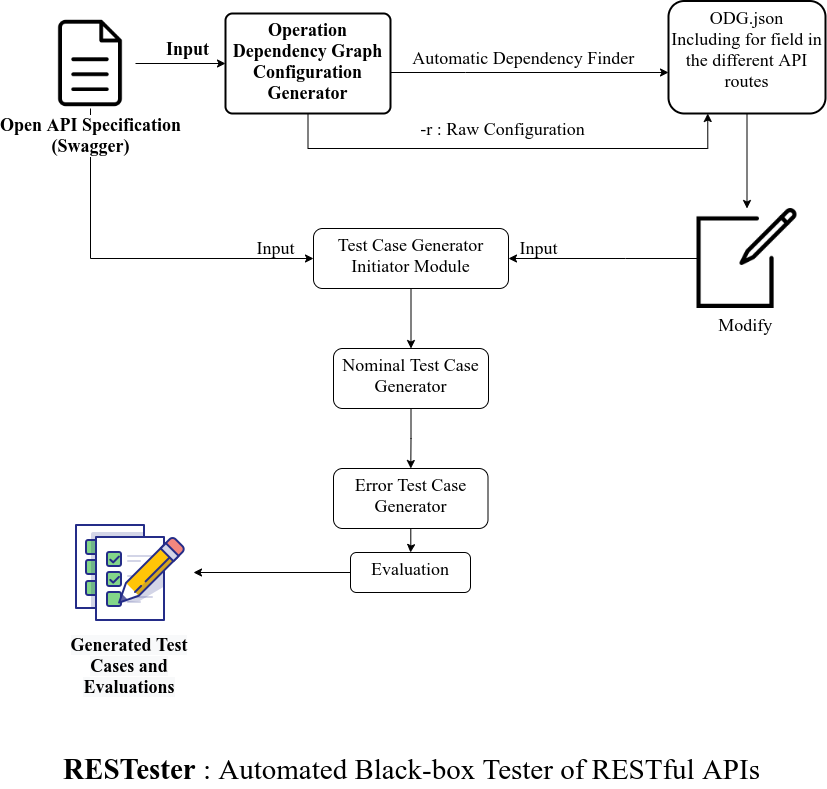 Input
Operation
Dependency Graph
Configuration
Generator
Automatic Dependency Finder
ODG.json
Including for field in
the different API
routes
Open API Specification
(Swagger)
-r : Raw Configuration
Input
Test Case Generator
Initiator Module
Input
Modify
Nominal Test Case
Generator
Error Test Case
Generator
Evaluation
Generated Test
Cases and
Evaluations
RESTester : Automated Black-box Tester of RESTful APIs